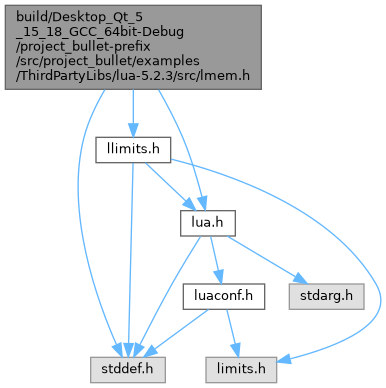 build/Desktop_Qt_5
_15_18_GCC_64bit-Debug
/project_bullet-prefix
/src/project_bullet/examples
/ThirdPartyLibs/lua-5.2.3/src/lmem.h
llimits.h
lua.h
luaconf.h
stdarg.h
stddef.h
limits.h